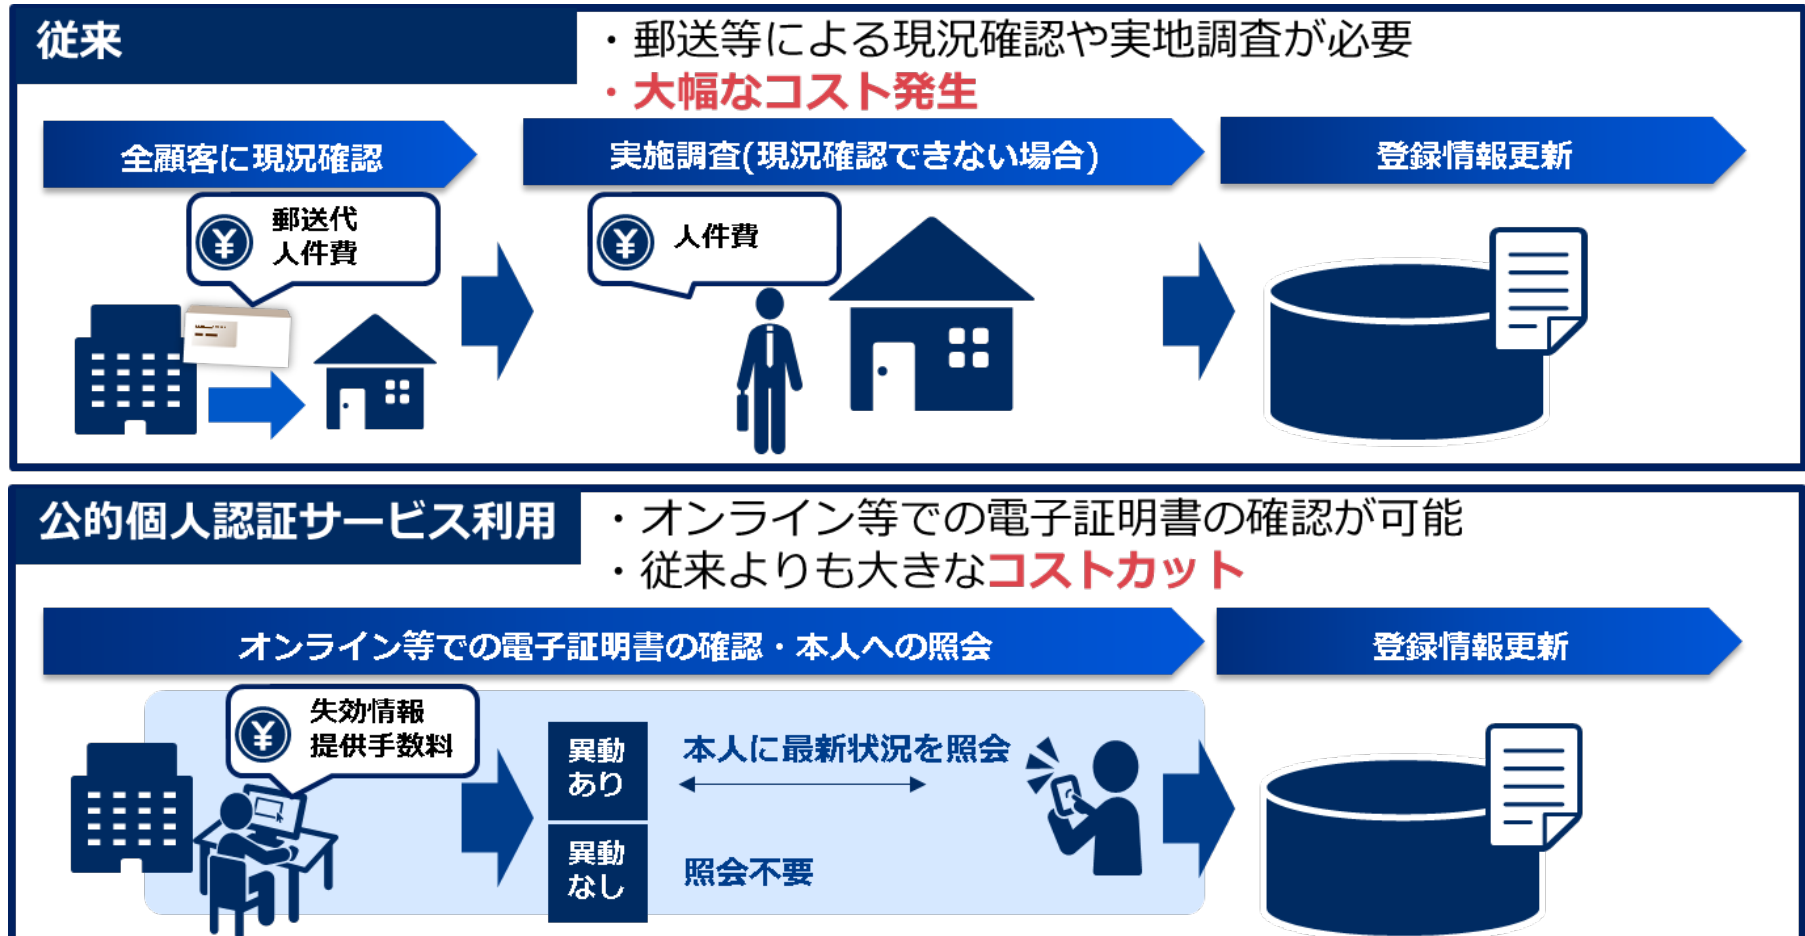 従来
・郵送等による現況確認や実地調査が必要
・大幅なコスト発生
全顧客に現況確認
実施調査(現況確認できない場合)
登録情報更新
郵送代
人件費
人件費
公的個人認証サービス利用
・オンライン等での電子証明書の確認が可能
・従来よりも大きなコストカット
オンライン等での電子証明書の確認・本人への照会
登録情報更新
失効情報
提供手数料
異動
あり
本人に最新状況を照会
異動
なし
照会不要